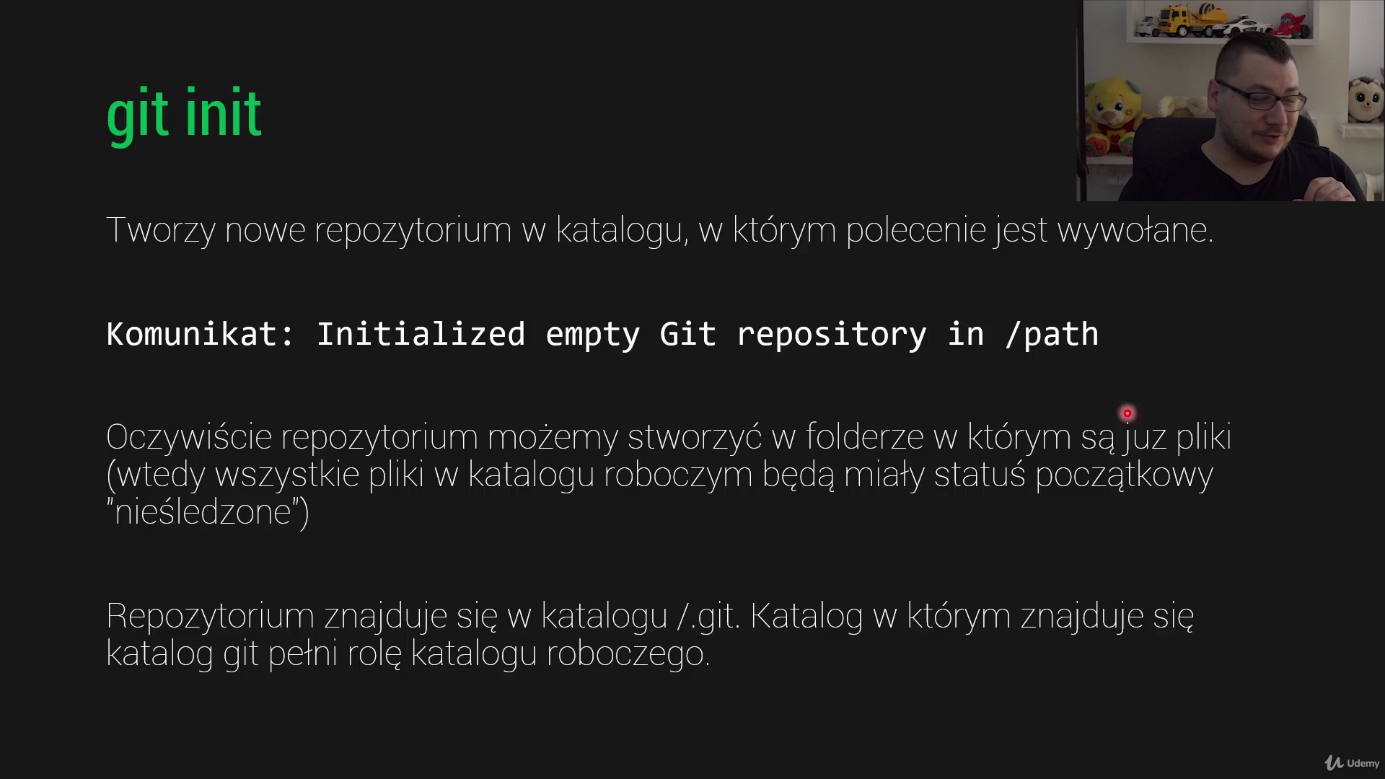 git init
Tworzy nowe repozytorium w katalogu, w którym polecenie jest wywołane.
Komunikat: Initialized empty Git repository in /path
Oczywiście repozytorium możemy stworzyć w folderze w którym są juz pliki
(wtedy wszystkie pliki w katalogu roboczym będą miały statuś początkowy
"nieśledzone")
Repozytorium znajduje się w katalogu /.git. Katalog w którym znajduje się
katalog git pełni rolę katalogu roboczego.
Udemy